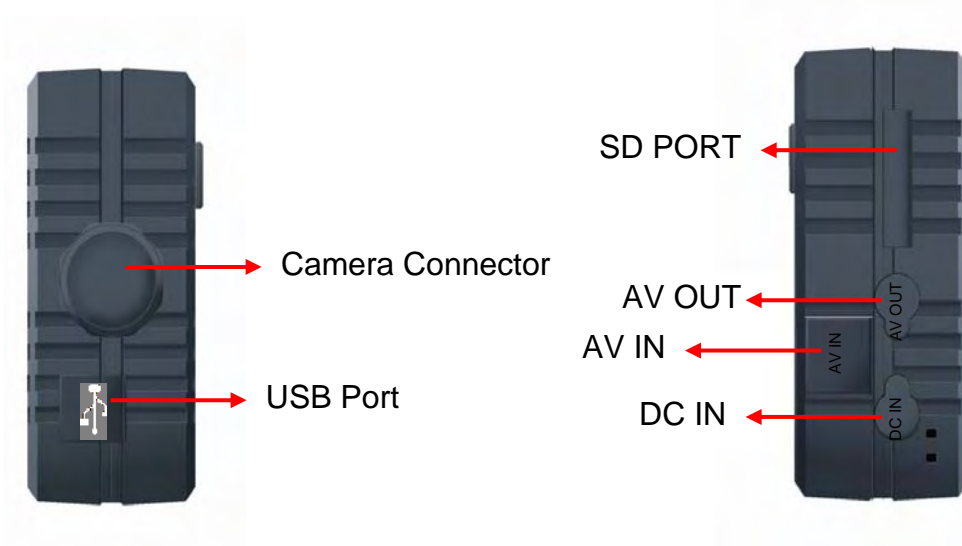 SD PORT
Camera Connector
AV OUT
AV OUT
AV IN
AV IN
USB Port
DC IN
DC IN